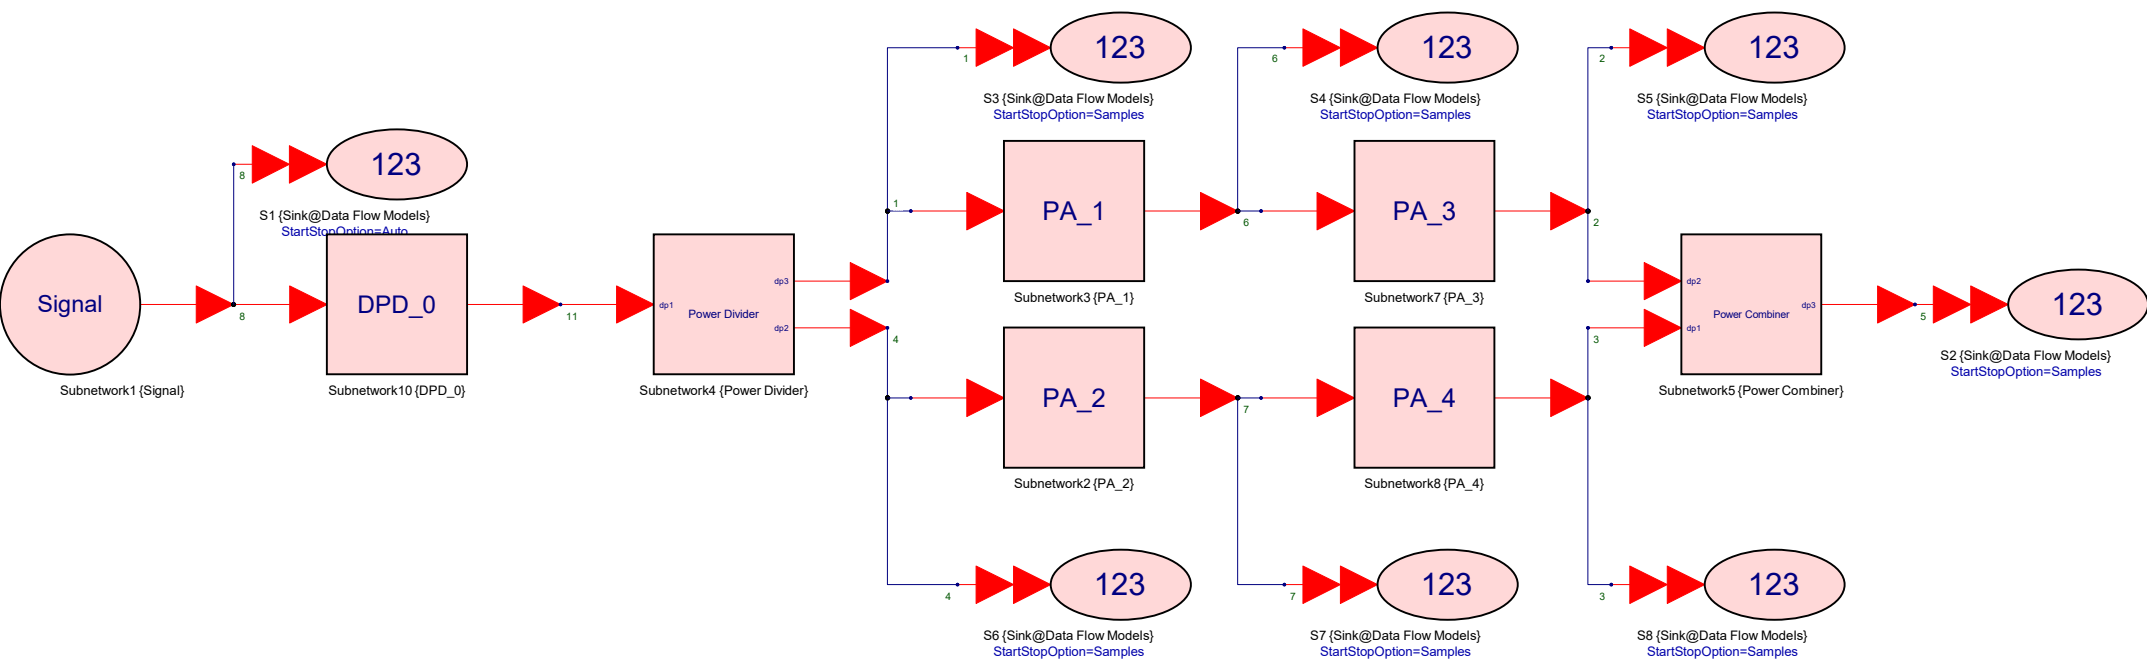 123
1
S3 {Sink@Data Flow Models}
StartStopOption=Samples
123
6
S4 {Sink@Data Flow Models}
StartStopOption=Samples
123
2
S5 {Sink@Data Flow Models}
StartStopOption=Samples
123
8
S1 {Sink@Data Flow Models}
StartStopOption=Auto
Signal
Subnetwork1 {Signal}
8
DPD_0
Subnetwork10 {DPD_0}
11
dp1
Power Divider
dp3
dp2
Subnetwork4 {Power Divider}
1
4
PA_1
Subnetwork3 {PA_1}
6
PA_3
Subnetwork7 {PA_3}
2
PA_2
Subnetwork2 {PA_2}
7
PA_4
Subnetwork8 {PA_4}
3
dp2
dp1
Power Combiner
dp3
Subnetwork5 {Power Combiner}
5
123
S2 {Sink@Data Flow Models}
StartStopOption=Samples
4
123
S6 {Sink@Data Flow Models}
StartStopOption=Samples
7
123
S7 {Sink@Data Flow Models}
StartStopOption=Samples
3
123
S8 {Sink@Data Flow Models}
StartStopOption=Samples